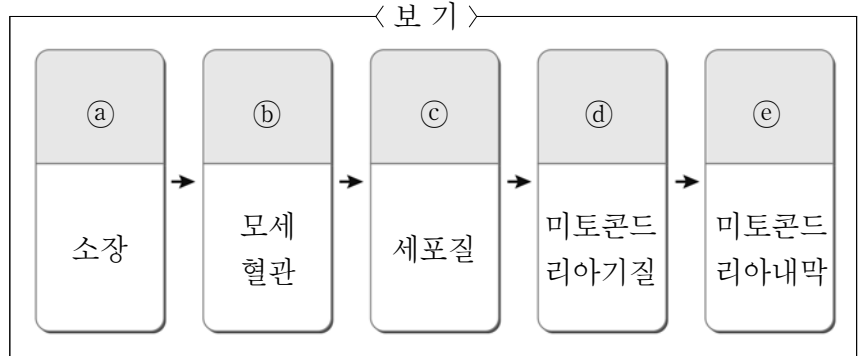 〈 보 기 〉
ⓐ ⓑ ⓒ ⓓ ⓔ
소장
모세
혈관
세포질
미토콘드
리아기질
미토콘드
리아내막